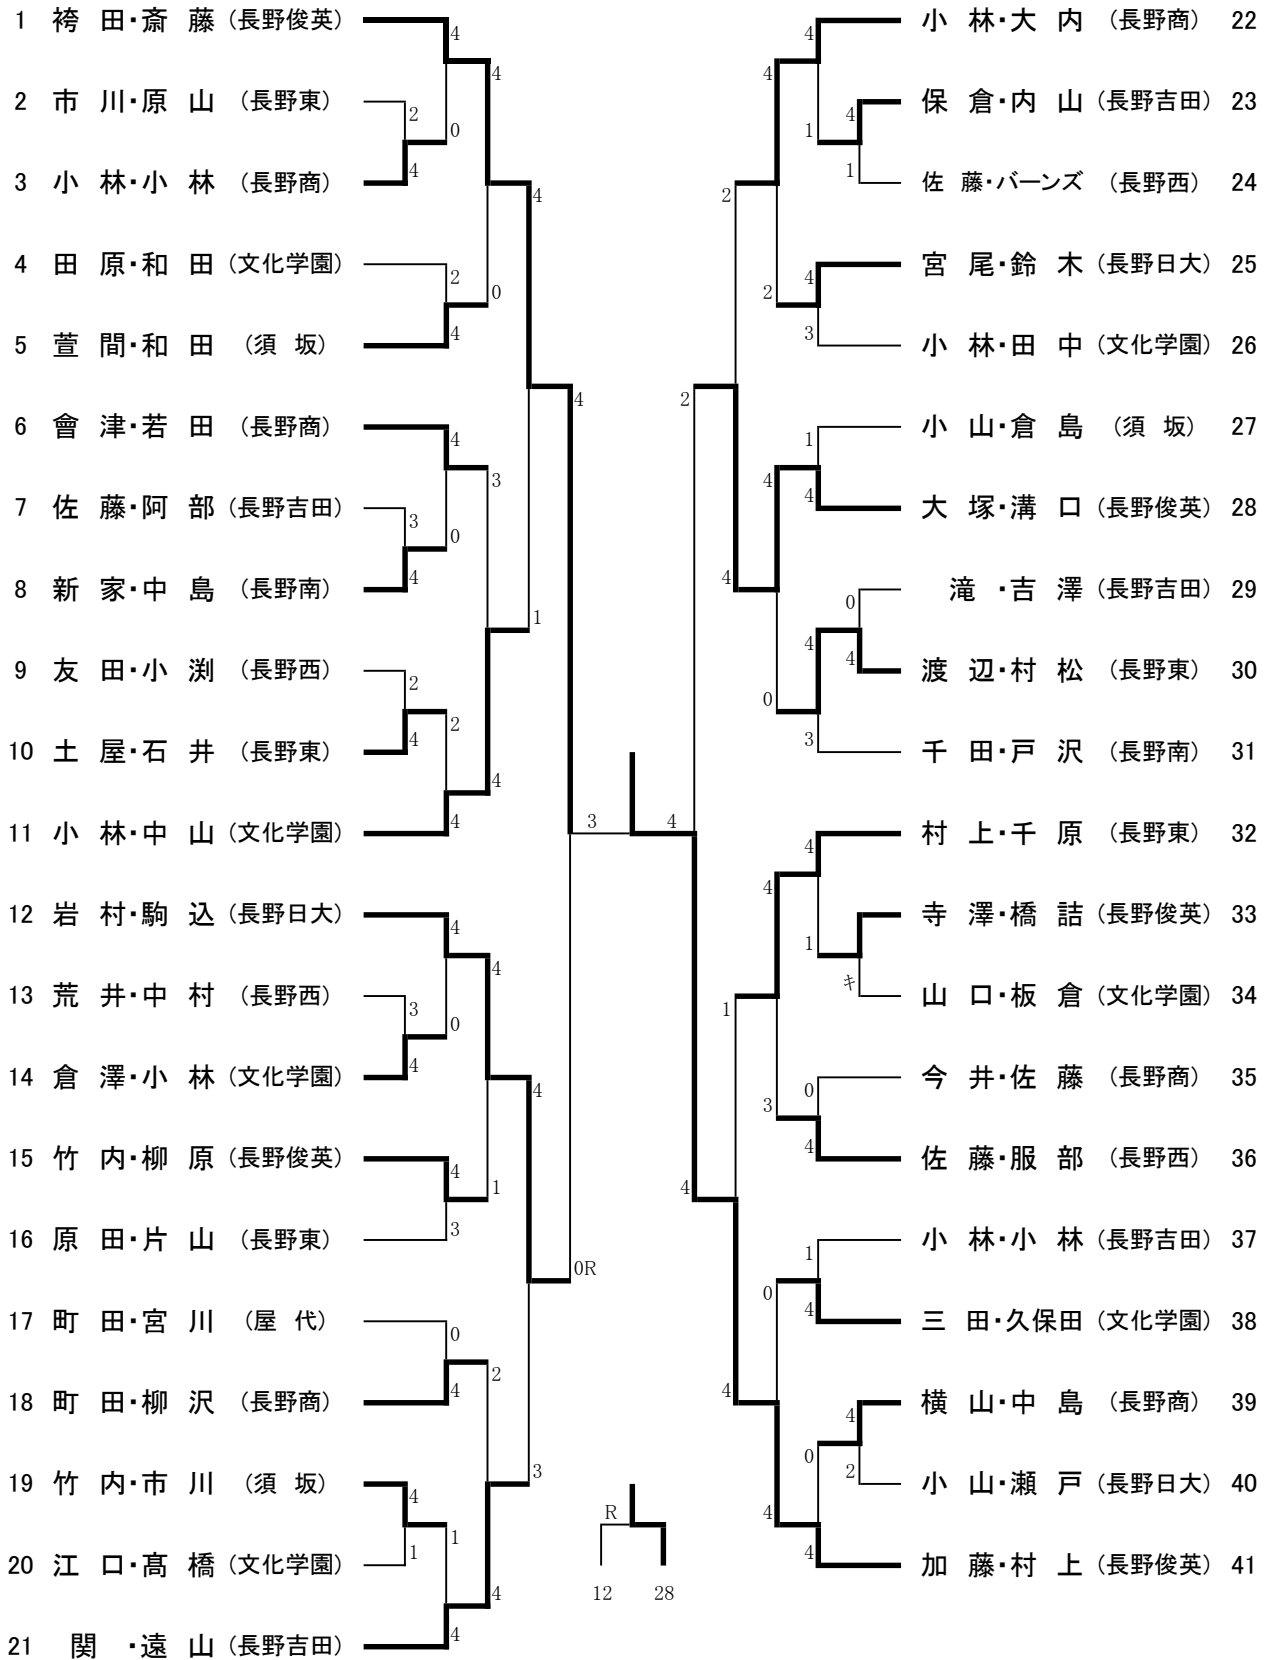 1 袴田・斎藤 (長野俊英)
2 市川・原山 (長野東)
3 小林・小林 (長野商)
4 田原・和田 (文化学園)
5 萱間・和田 (須坂)
6 會津・若田 (長野商)
7 佐藤・阿部 (長野吉田)
8 新家・中島 (長野南)
9 友田・小渕 (長野西)
10 土屋・石井 (長野東)
11 小林・中山 (文化学園)
12 岩村・駒込 (長野日大)
13 荒井・中村 (長野西)
14 倉澤・小林 (文化学園)
15 竹内・柳原 (長野俊英)
16 原田・片山 (長野東)
17 町田・宮川 (屋代)
18 町田・柳沢 (長野商)
19 竹内・市川 (須坂)
20 江口・髙橋 (文化学園)
21 関・遠山 (長野吉田)
4
2
4
2
4
4
3
4
2
4
4
4
3
4
4
3
0
4
4
1
4
0
0
2
0
1
4
0
3
4
4
1
2
4
4
1
4
3
4
0R
3
4
2
4
2
4
1
4
4
2
4
0
4
3
0
4
4
1
4
3
1
4
4
3
4
1
0
4
1
4
0
4
4
1
0
4
キ
4
2
R
12
28
小林・大内 (長野商) 22
保倉・内山 (長野吉田) 23
佐藤・バーンズ (長野西) 24
宮尾・鈴木 (長野日大) 25
小林・田中 (文化学園) 26
小山・倉島 (須坂) 27
大塚・溝口 (長野俊英) 28
滝・吉澤 (長野吉田) 29
渡辺・村松 (長野東) 30
千田・戸沢 (長野南) 31
村上・千原 (長野東) 32
寺澤・橋詰 (長野俊英) 33
山口・板倉 (文化学園) 34
今井・佐藤 (長野商) 35
佐藤・服部 (長野西) 36
小林・小林 (長野吉田) 37
三田・久保田 (文化学園) 38
横山・中島 (長野商) 39
小山・瀬戸 (長野日大) 40
加藤・村上 (長野俊英) 41